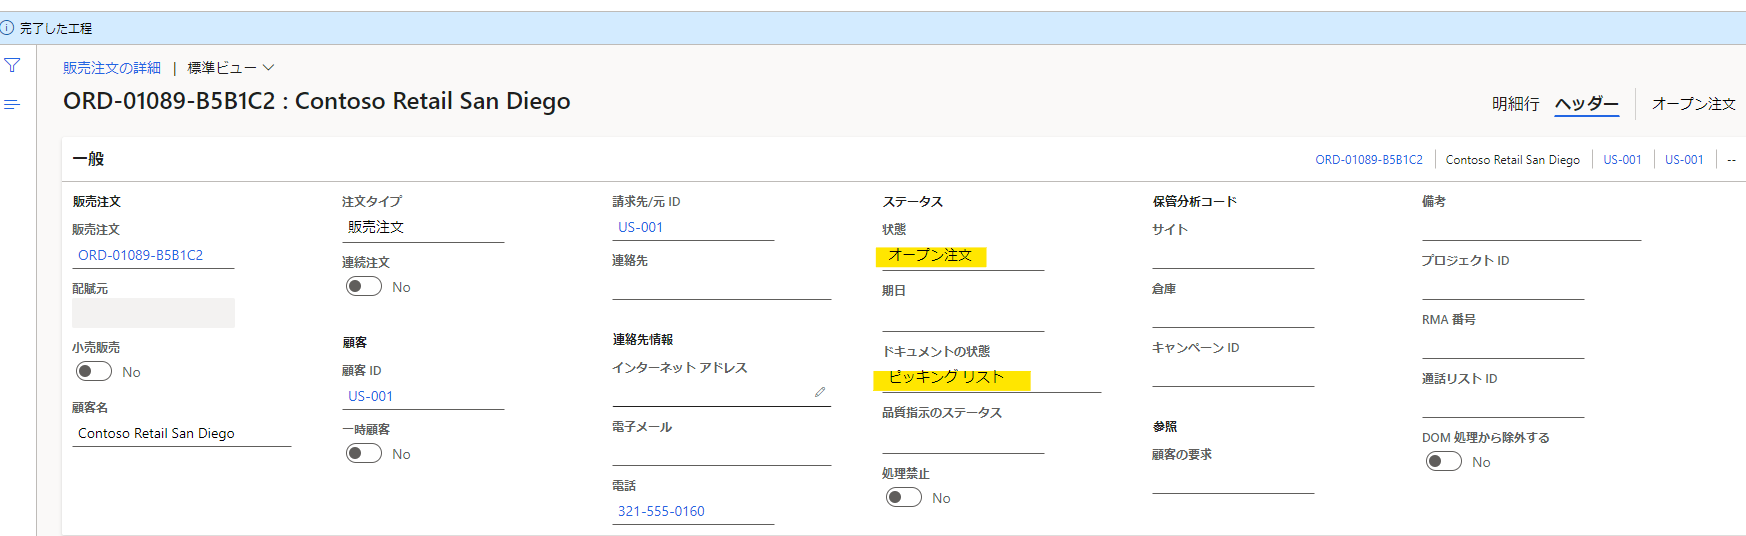 完了した工程
販売注文の詳細 | 標準ビュー
ORD-01089-B5B1C2 : Contoso Retail San Diego
明細行 ヘッダー オープン注文
一般
ORD-01089-B5B1C2 Contoso Retail San Diego US-001 US-001 --
販売注文
販売注文
ORD-01089-B5B1C2
配賦元
小売販売
No
顧客名
Contoso Retail San Diego
注文タイプ
販売注文
連続注文
No
顧客
顧客 ID
US-001
一時顧客
No
請求先/元 ID
US-001
連絡先
連絡先情報
インターネット アドレス
電子メール
電話
321-555-0160
ステータス
状態
オープン注文
期日
ドキュメントの状態
ピッキング リスト
品質指示のステータス
処理禁止
No
保管分析コード
サイト
倉庫
キャンペーン ID
参照
顧客の要求
備考
プロジェクト ID
RMA 番号
通話リスト ID
DOM 処理から除外する
No